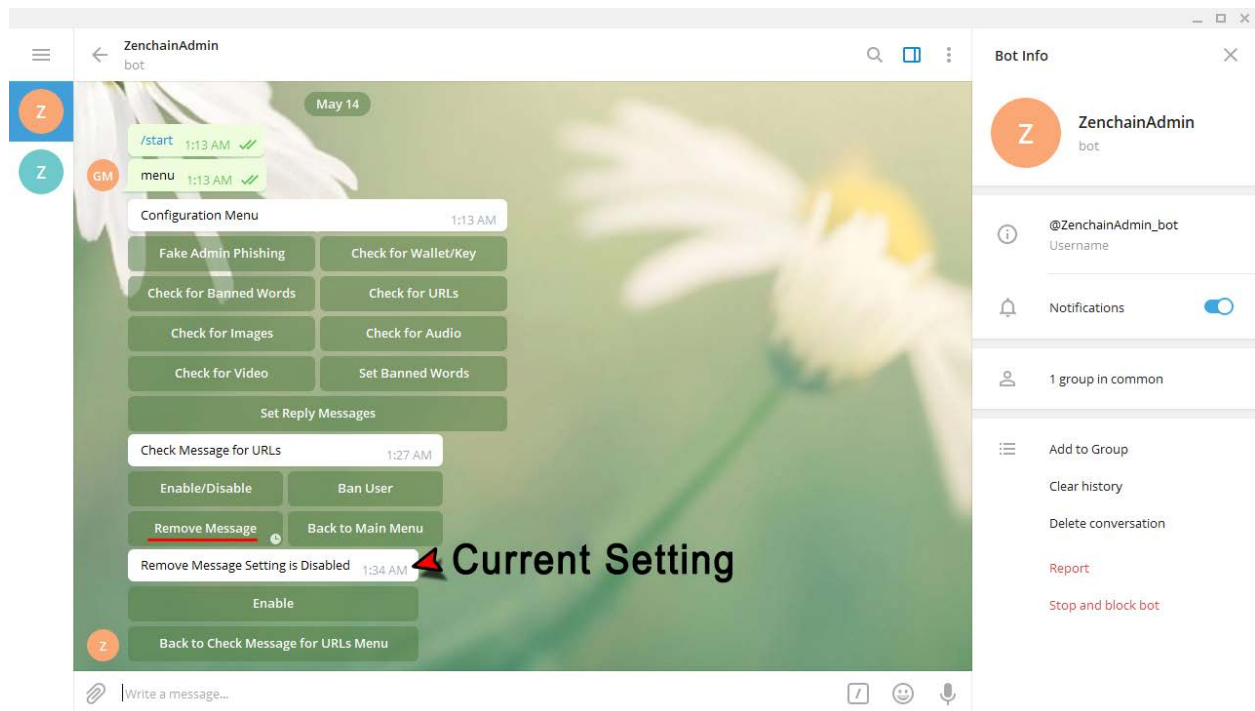 ZenchainAdmin
bot
Z
Z
May 14
/start 1:13 AM
GM
menu 1:13 AM
Configuration Menu 1:13 AM
Fake Admin Phishing
Check for Wallet/Key
Check for Banned Words
Check for URLs
Check for Images
Check for Audio
Check for Video
Set Banned Words
Set Reply Messages
Check Message for URLs 1:27 AM
Enable/Disable
Ban User
Remove Message
Back to Main Menu
Remove Message Setting is Disabled 1:34 AM
Current Setting
Enable
Z
Back to Check Message for URLs Menu
Write a message...
/
Bot Info
Z
ZenchainAdmin
bot
@ZenchainAdmin_bot
Username
Notifications
1 group in common
Add to Group
Clear history
Delete conversation
Report
Stop and block bot